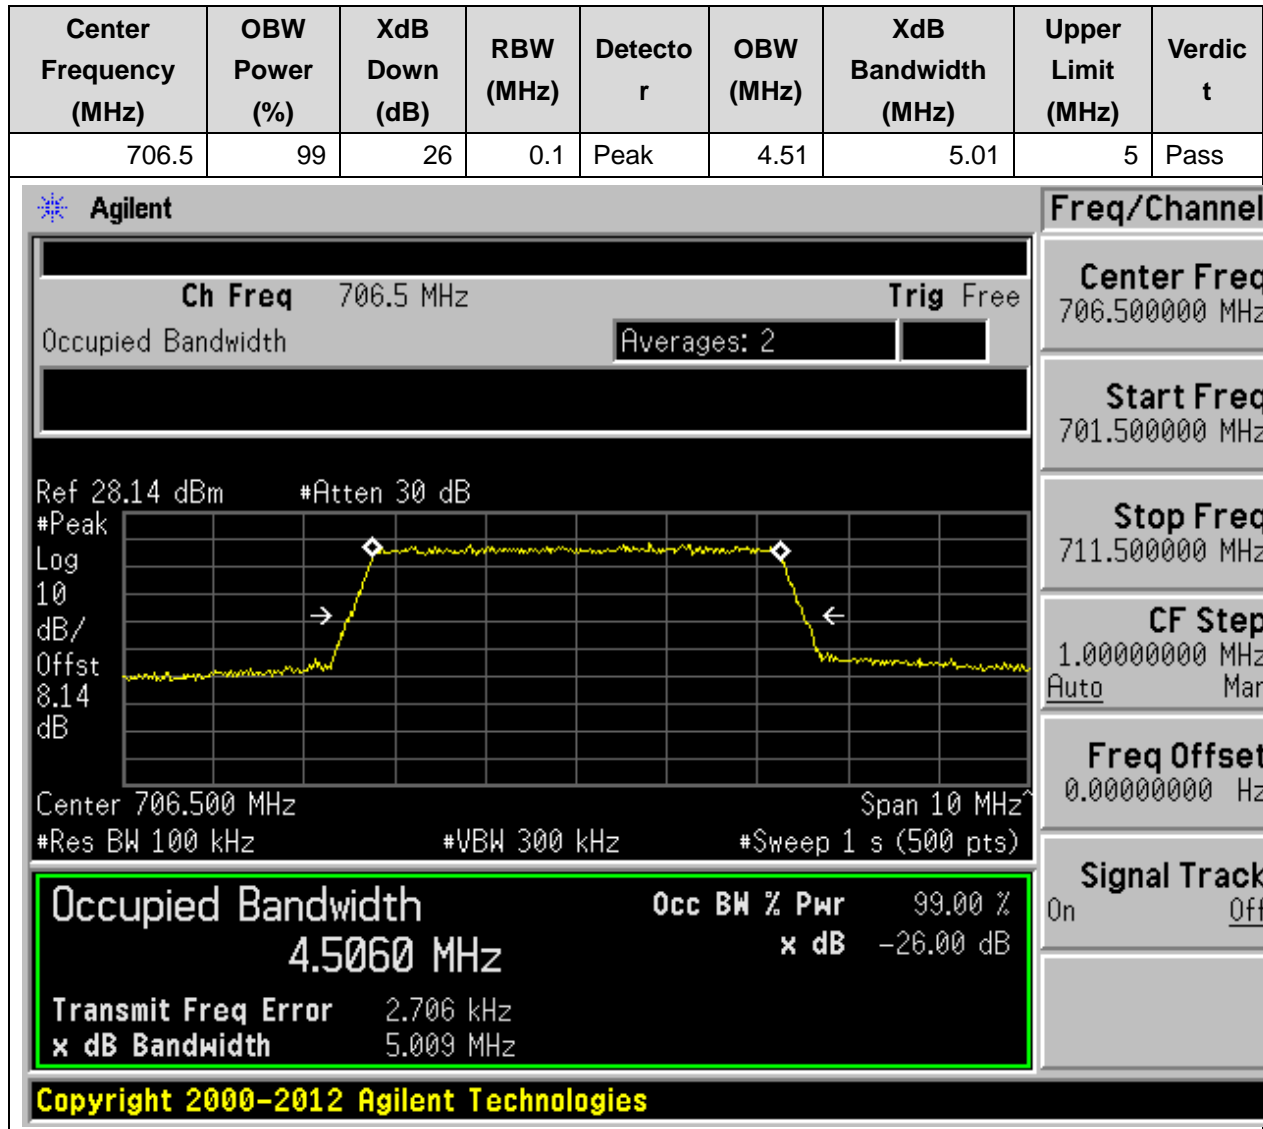 Center Frequency (MHz) OBW Power (%) XdB Down (dB) RBW (MHz) Detector OBW (MHz) XdB Bandwidth (MHz) Upper Limit (MHz) Verdict
706.5 99 26 0.1 Peak 4.51 5.01 5 Pass
Agilent Freq/Channel
Ch Freq 706.5 MHz Trig Free
Occupied Bandwidth Averages: 2
Center Freq
706.500000 MHz
Start Freq
701.500000 MHz
Stop Freq
711.500000 MHz
CF Step
1.00000000 MHz
Auto Man
Freq Offset
0.00000000 Hz
Signal Track
On Off
Ref 28.14 dBm #Atten 30 dB
#Peak
Log
10
dB/
Offst
8.14
dB
Center 706.500 MHz Span 10 MHz^
#Res BW 100 kHz #VBW 300 kHz #Sweep 1 s (500 pts)
Occupied Bandwidth Occ BW % Pwr 99.00 %
4.5060 MHz x dB -26.00 dB
Transmit Freq Error 2.706 kHz
x dB Bandwidth 5.009 MHz
Copyright 2000-2012 Agilent Technologies